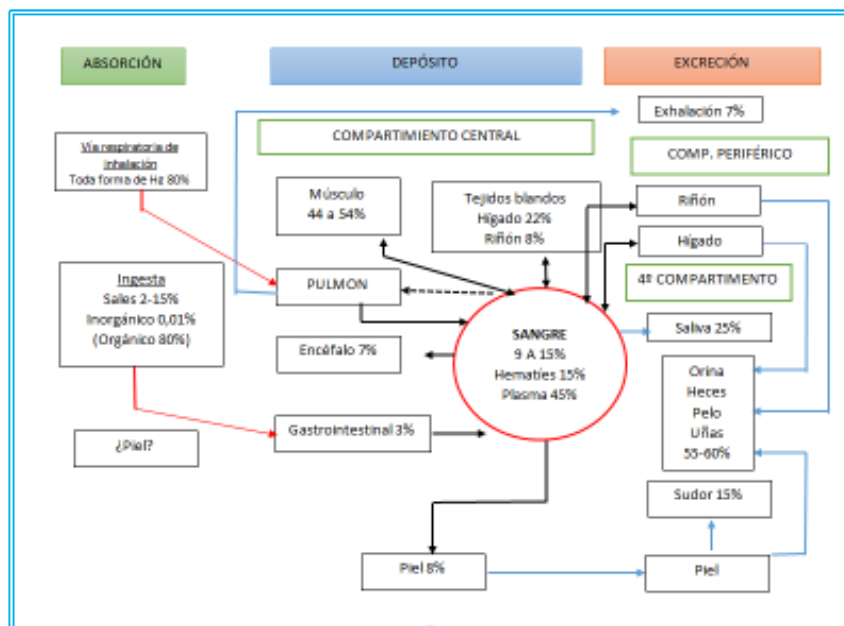 ABSORCIÓN
DEPÓSITO
EXCRECIÓN
Exhalación 7%
COMPARTIMIENTO CENTRAL
COMP. PERIFÉRICO
Vía respiratoria de
inhalación
Toda forma de Hg 80%
Músculo
44 a 54%
Tejidos blandos
Hígado 22%
Riñón 8%
Riñón
Hígado
4º COMPARTIMENTO
Ingesta
Sales 2-15%
Inorgánico 0,01%
(Orgánico 80%)
PULMON
SANGRE
9 A 15%
Hematíes 15%
Plasma 45%
Saliva 25%
Encéfalo 7%
Orina
Heces
Pelo
Uñas
55-60%
Gastrointestinal 3%
¿Piel?
Sudor 15%
Piel 8%
Piel